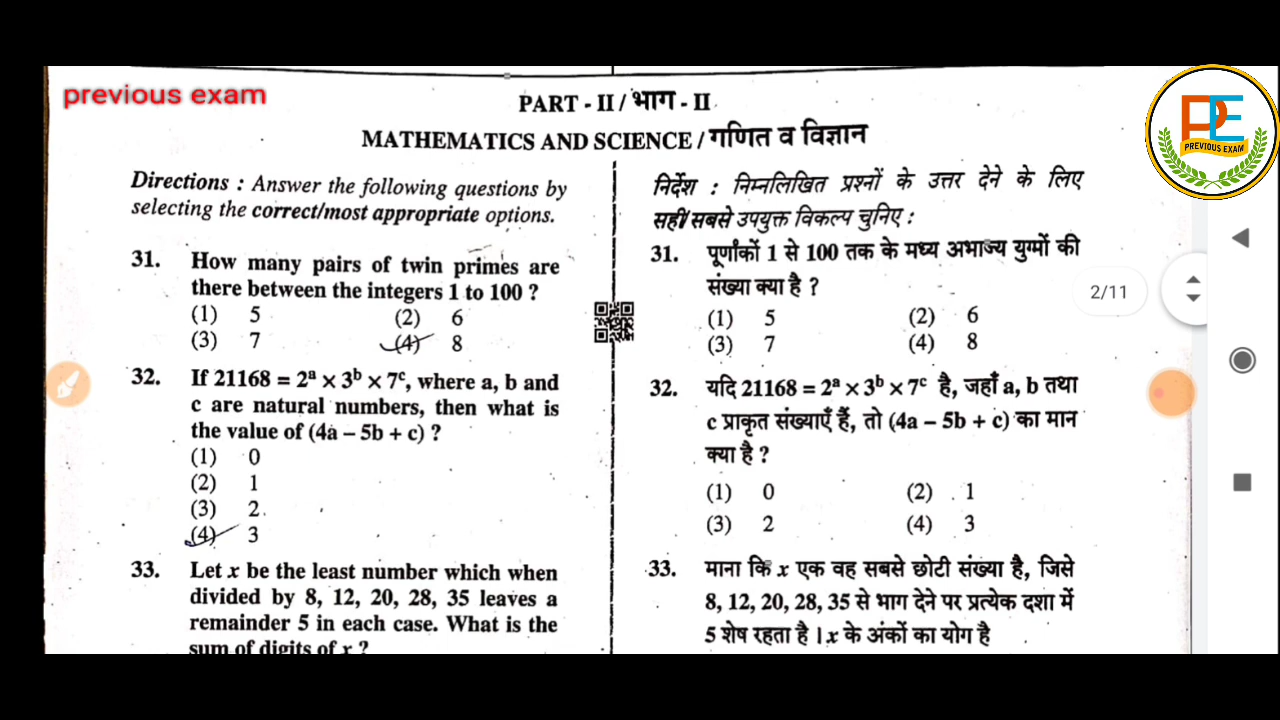 previous exam
PE
PREVIOUS EXAM
PART - II / भाग - II
MATHEMATICS AND SCIENCE / गणित व विज्ञान
Directions : Answer the following questions by
selecting the correct/most appropriate options.
31. How many pairs of twin primes are
there between the integers 1 to 100 ?
(1) 5 (2) 6
(3) 7 (4) 8
32. If 21168 = 2ᵃ × 3ᵇ × 7ᶜ, where a, b and
c are natural numbers, then what is
the value of (4a – 5b + c) ?
(1) 0
(2) 1
(3) 2
(4) 3
33. Let x be the least number which when
divided by 8, 12, 20, 28, 35 leaves a
remainder 5 in each case. What is the
sum of digits of x ?
निर्देश : निम्नलिखित प्रश्नों के उत्तर देने के लिए
सही/सबसे उपयुक्त विकल्प चुनिए :
31. पूर्णांकों 1 से 100 तक के मध्य अभाज्य युग्मों की
संख्या क्या है ?
(1) 5 (2) 6
(3) 7 (4) 8
32. यदि 21168 = 2ᵃ × 3ᵇ × 7ᶜ है, जहाँ a, b तथा
c प्राकृत संख्याएँ हैं, तो (4a – 5b + c) का मान
क्या है ?
(1) 0 (2) 1
(3) 2 (4) 3
33. माना कि x एक वह सबसे छोटी संख्या है, जिसे
8, 12, 20, 28, 35 से भाग देने पर प्रत्येक दशा में
5 शेष रहता है । x के अंकों का योग है
2/11